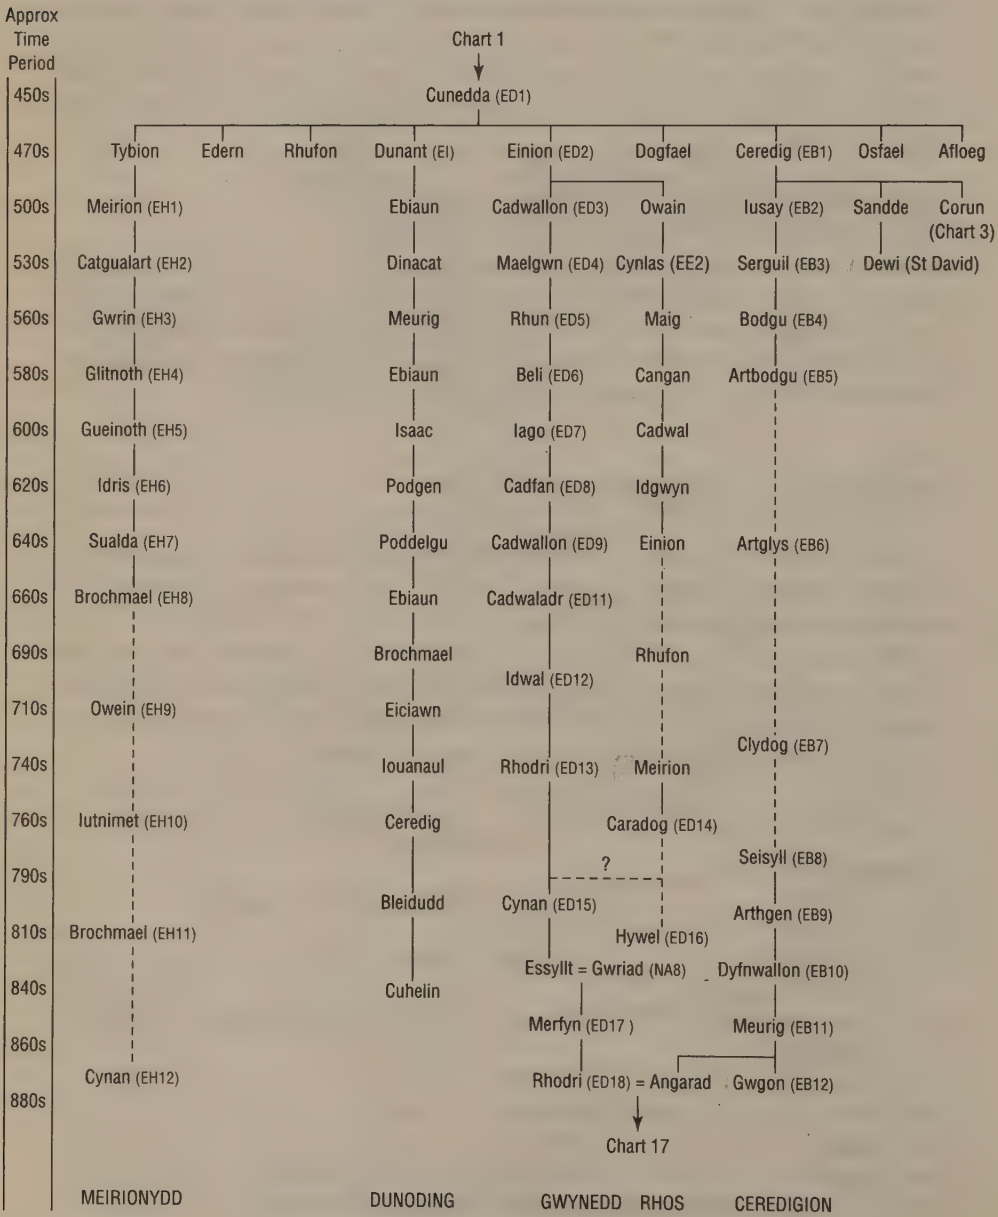 Approx
Time
Period
Chart 1
450s Cunedda (ED1)
470s Tybion Edern Rhufon Dunant (EI) Einion (ED2) Dogfael Ceredig (EB1) Osfael Afloeg
500s Meirion (EH1) Ebiaun Cadwallon (ED3) Owain Iusay (EB2) Sandde Corun
(Chart 3)
530s Catgualart (EH2) Dinacat Maelgwn (ED4) Cynlas (EE2) Serguil (EB3) Dewi (St David)
560s Gwrin (EH3) Meurig Rhun (ED5) Maig Bodgu (EB4)
580s Glitnoth (EH4) Ebiaun Beli (ED6) Cangan Artbodgu (EB5)
600s Gueinoth (EH5) Isaac Iago (ED7) Cadwal
620s Idris (EH6) Podgen Cadfan (ED8) Idgwyn
640s Sualda (EH7) Poddelgu Cadwallon (ED9) Einion Artglys (EB6)
660s Brochmael (EH8) Ebiaun Cadwaladr (ED11)
690s Brochmael Rhufon
Idwal (ED12)
710s Owein (EH9) Eiciawn
Clydog (EB7)
740s Iouanaul Rhodri (ED13) Meirion
760s Iutnimet (EH10) Ceredig Caradog (ED14)
Seisyll (EB8)
?
790s
Bleidudd Cynan (ED15) Arthgen (EB9)
810s Brochmael (EH11) Hywel (ED16)
Essyllt = Gwriad (NA8) Dyfnwallon (EB10)
840s Cuhelin
Merfyn (ED17 ) Meurig (EB11)
860s
Cynan (EH12) Rhodri (ED18) = Angarad Gwgon (EB12)
880s
Chart 17
MEIRIONYDD DUNODING GWYNEDD RHOS CEREDIGION